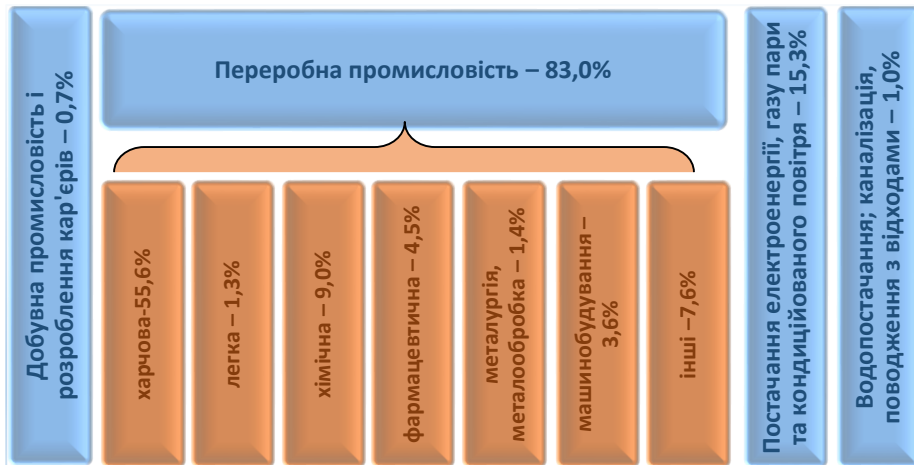 Добувна промисловість і
розроблення кар'єрів – 0,7%
Переробна промисловість – 83,0%
харчова-55,6%
легка – 1,3%
хімічна – 9,0%
фармацевтична – 4,5%
металургія,
металообробка – 1,4%
машинобудування –
3,6%
інші –7,6%
Постачання електроенергії, газу пари
та кондиційованого повітря – 15,3%
Водопостачання; каналізація,
поводження з відходами – 1,0%